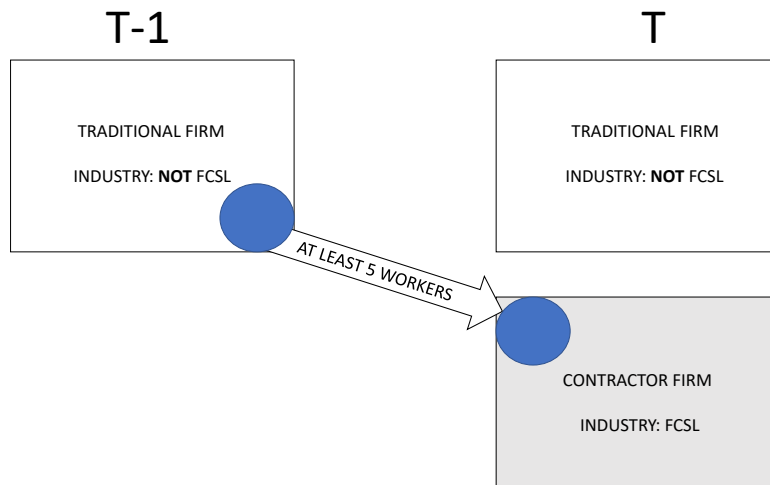 T-1
T
TRADITIONAL FIRM
INDUSTRY: NOT FCSL
TRADITIONAL FIRM
INDUSTRY: NOT FCSL
AT LEAST 5 WORKERS
CONTRACTOR FIRM
INDUSTRY: FCSL